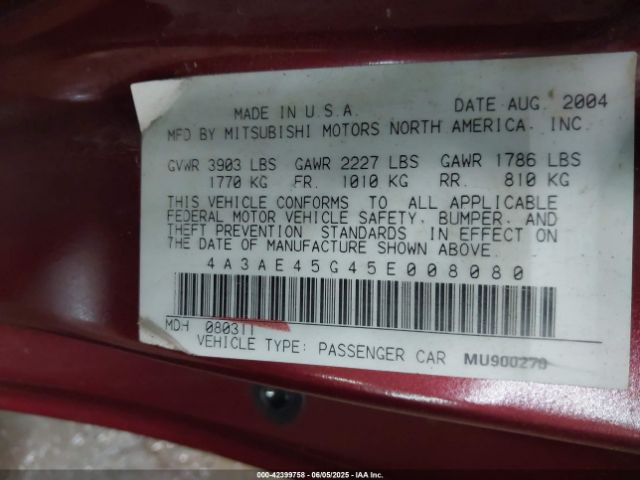 MADE IN U.S.A. DATE AUG. 2004
MFD BY MITSUBISHI MOTORS NORTH AMERICA. INC.
GVWR 3903 LBS GAWR 2227 LBS GAWR 1786 LBS
1770 KG FR. 1010 KG RR. 810 KG
THIS VEHICLE CONFORMS TO ALL APPLICABLE
FEDERAL MOTOR VEHICLE SAFETY, BUMPER, AND
THEFT PREVENTION STANDARDS IN EFFECT ON
THE DATE OF MANUFACTURE SHOWN ABOVE.
4A3AE45G45E008080
MDH 080311
VEHICLE TYPE: PASSENGER CAR MU900270
000-42399758 - 06/05/2025 - IAA Inc.